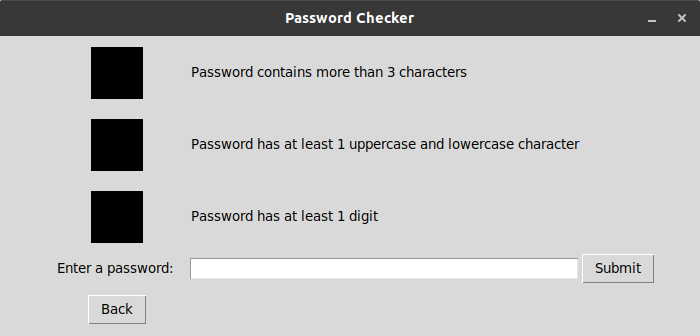 Password Checker
Password contains more than 3 characters
Password has at least 1 uppercase and lowercase character
Password has at least 1 digit
Enter a password: Submit
Back